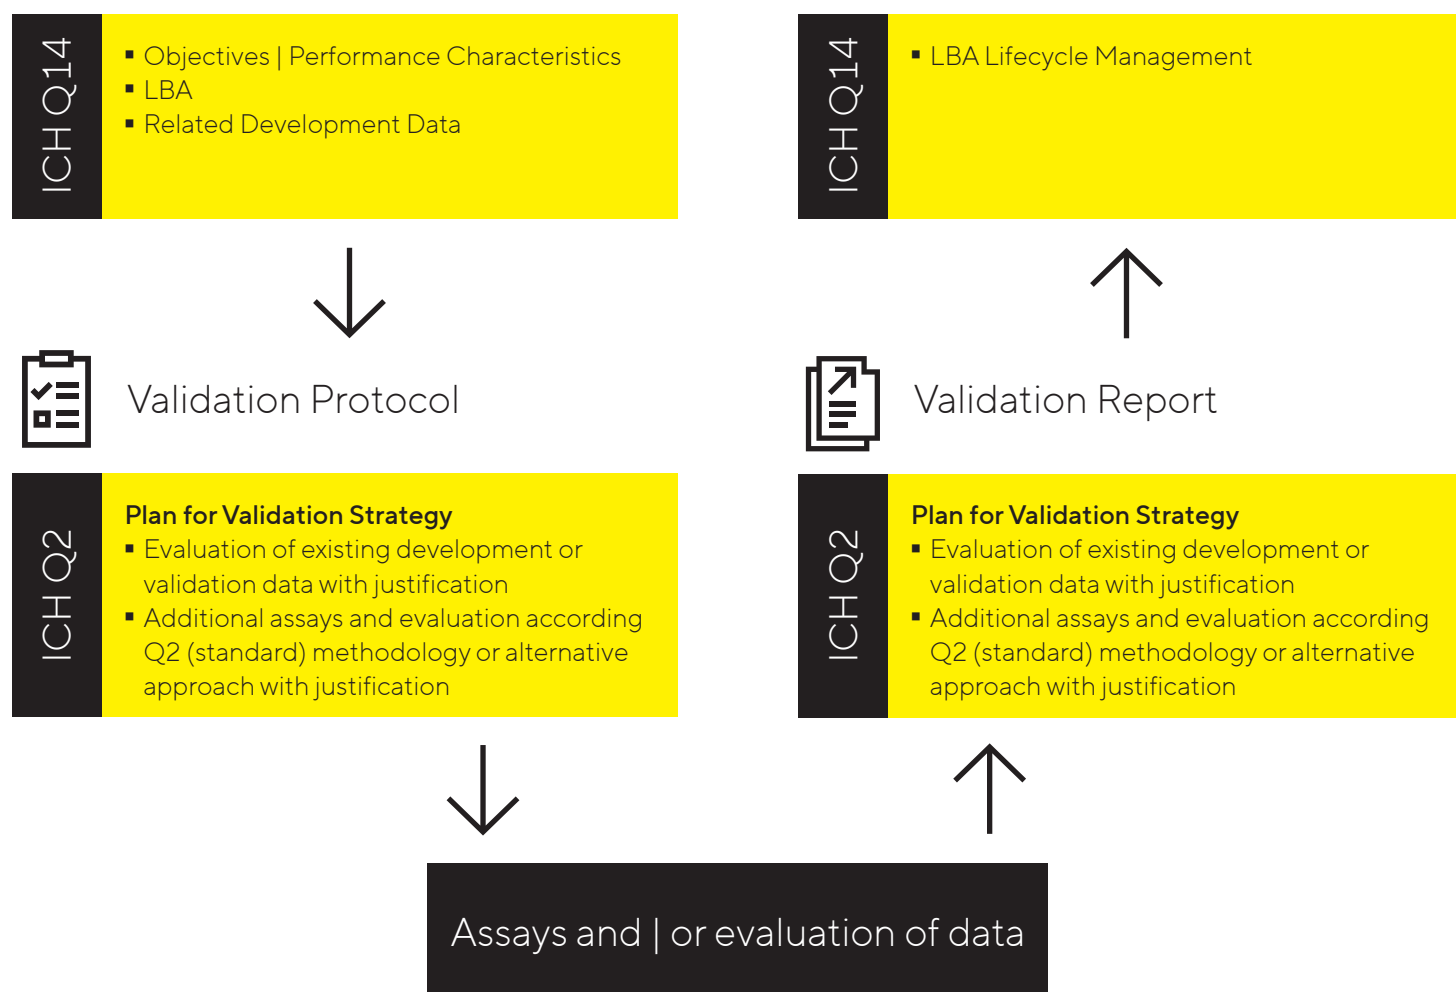 ICH Q14
▪ Objectives | Performance Characteristics
▪ LBA
▪ Related Development Data
Validation Protocol
ICH Q2
Plan for Validation Strategy
▪ Evaluation of existing development or
validation data with justification
▪ Additional assays and evaluation according
Q2 (standard) methodology or alternative
approach with justification
Assays and | or evaluation of data
ICH Q2
Plan for Validation Strategy
▪ Evaluation of existing development or
validation data with justification
▪ Additional assays and evaluation according
Q2 (standard) methodology or alternative
approach with justification
Validation Report
ICH Q14
▪ LBA Lifecycle Management